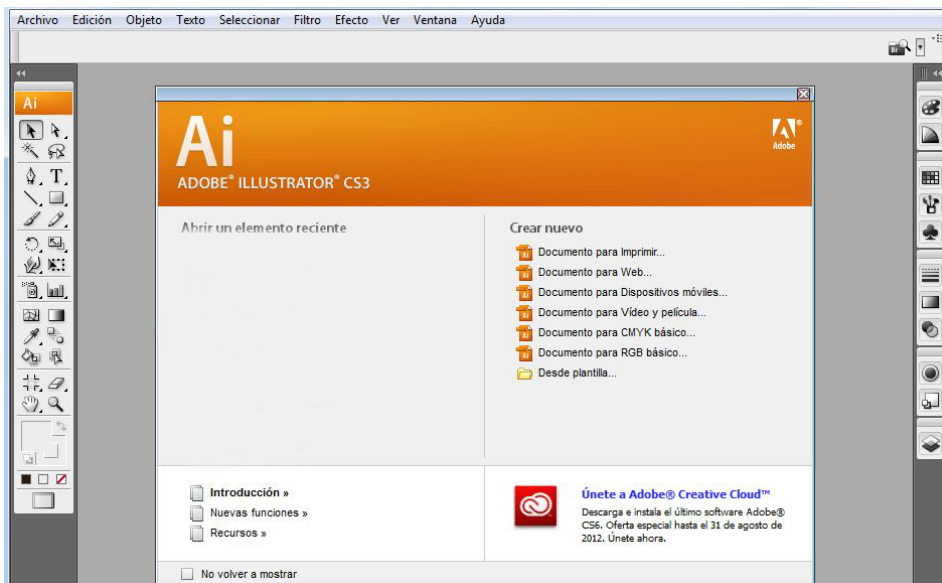 Archivo Edición Objeto Texto Seleccionar Filtro Efecto Ver Ventana Ayuda
Ai
Ai
Adobe
ADOBE® ILLUSTRATOR® CS3
Abrir un elemento reciente
Crear nuevo
Documento para Imprimir...
Documento para Web...
Documento para Dispositivos móviles...
Documento para Vídeo y película...
Documento para CMYK básico...
Documento para RGB básico...
Desde plantilla...
Introducción »
Nuevas funciones »
Recursos »
Únete a Adobe® Creative Cloud™
Descarga e instala el último software Adobe®
CS6. Oferta especial hasta el 31 de agosto de
2012. Únete ahora.
No volver a mostrar